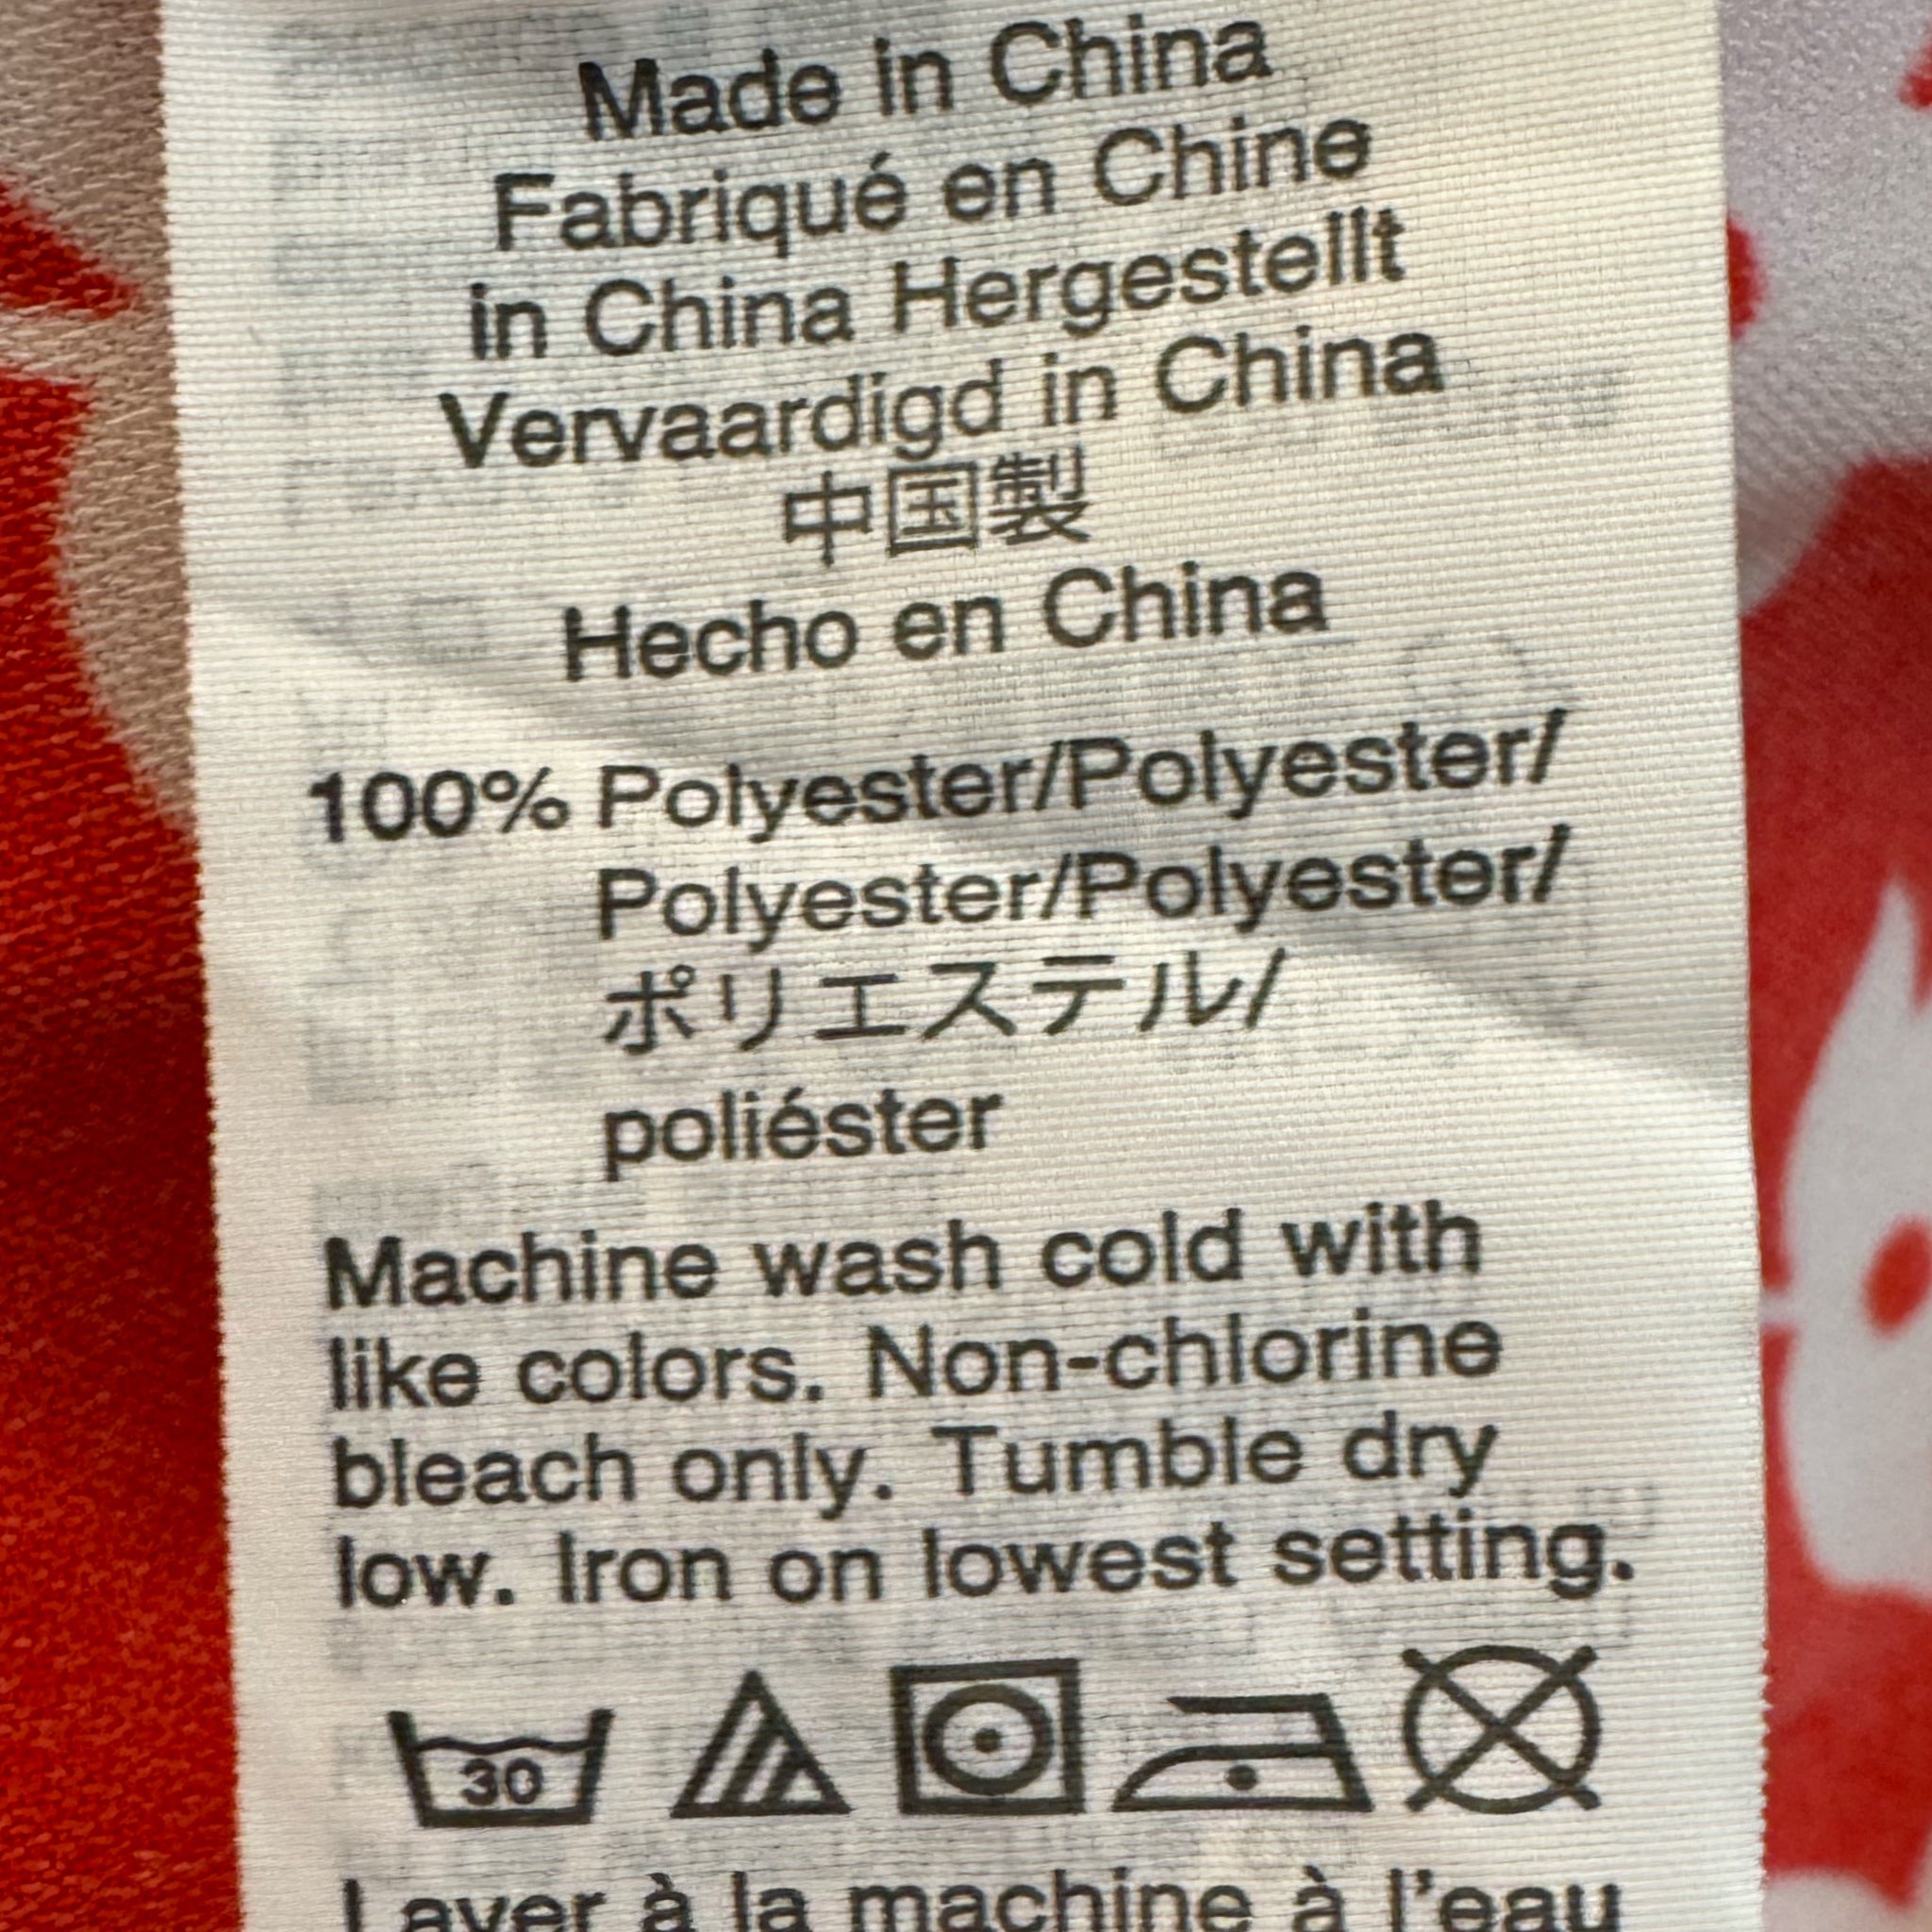 Made in China
Fabriqué en Chine
in China Hergestellt
Vervaardigd in China
中国製
Hecho en China
100% Polyester/Polyester/
Polyester/Polyester/
ポリエステル/
poliéster
Machine wash cold with
like colors. Non-chlorine
bleach only. Tumble dry
low. Iron on lowest setting.
30
Laver à la machine à l'eau